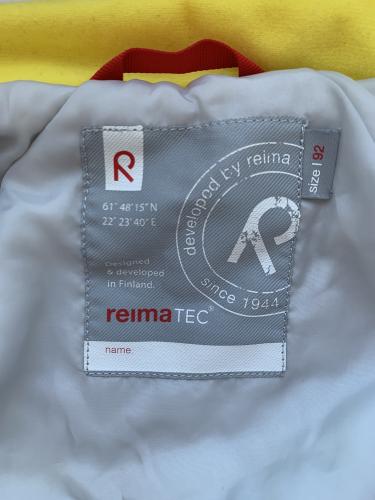 R
61° 48' 15" N
22° 23' 40" E
Designed
& developed
in Finland.
reimaTEC®
name
developed by reima
R
since 1944
size | 92